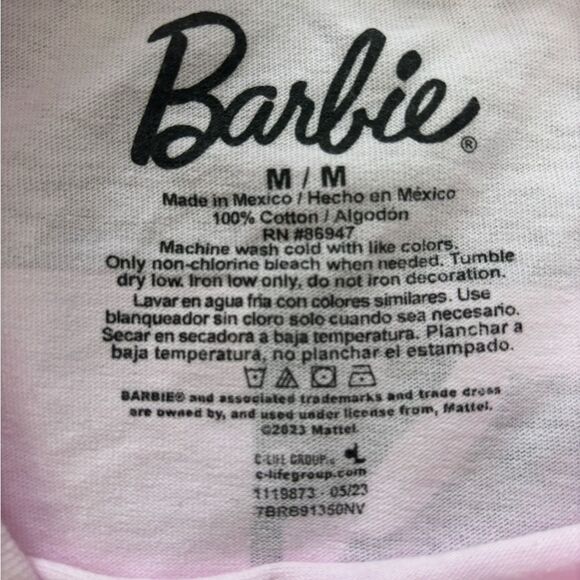 Barbie®
M / M
Made in Mexico / Hecho en México
100% Cotton / Algodón
RN #86947
Machine wash cold with like colors.
Only non-chlorine bleach when needed. Tumble
dry low. Iron low only, do not iron decoration.
Lavar en agua fria con colores similares. Use
blanqueador sin cloro solo cuando sea necesario.
Secar en secadora a baja temperatura. Planchar a
baja temperatura, no planchar el estampado.
BARBIE® and associated trademarks and trade dress
are owned by, and used under license from, Mattel.
©2023 Mattel.
C-LIFE GROUP
c-lifegroup.com
1119873 - 05/23
7BRB91350NV